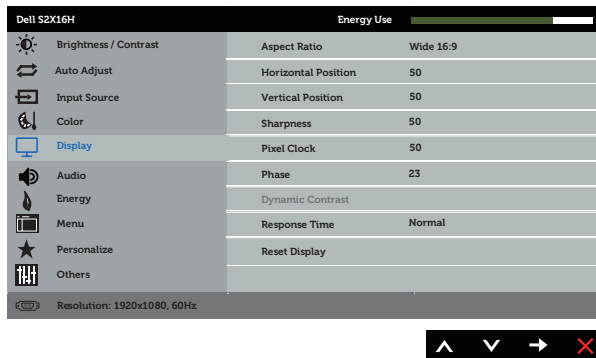 Dell S2X16H Energy Use
Brightness / Contrast
Auto Adjust
Input Source
Color
Display
Audio
Energy
Menu
Personalize
Others
Aspect Ratio Wide 16:9
Horizontal Position 50
Vertical Position 50
Sharpness 50
Pixel Clock 50
Phase 23
Dynamic Contrast
Response Time Normal
Reset Display
Resolution: 1920x1080, 60Hz